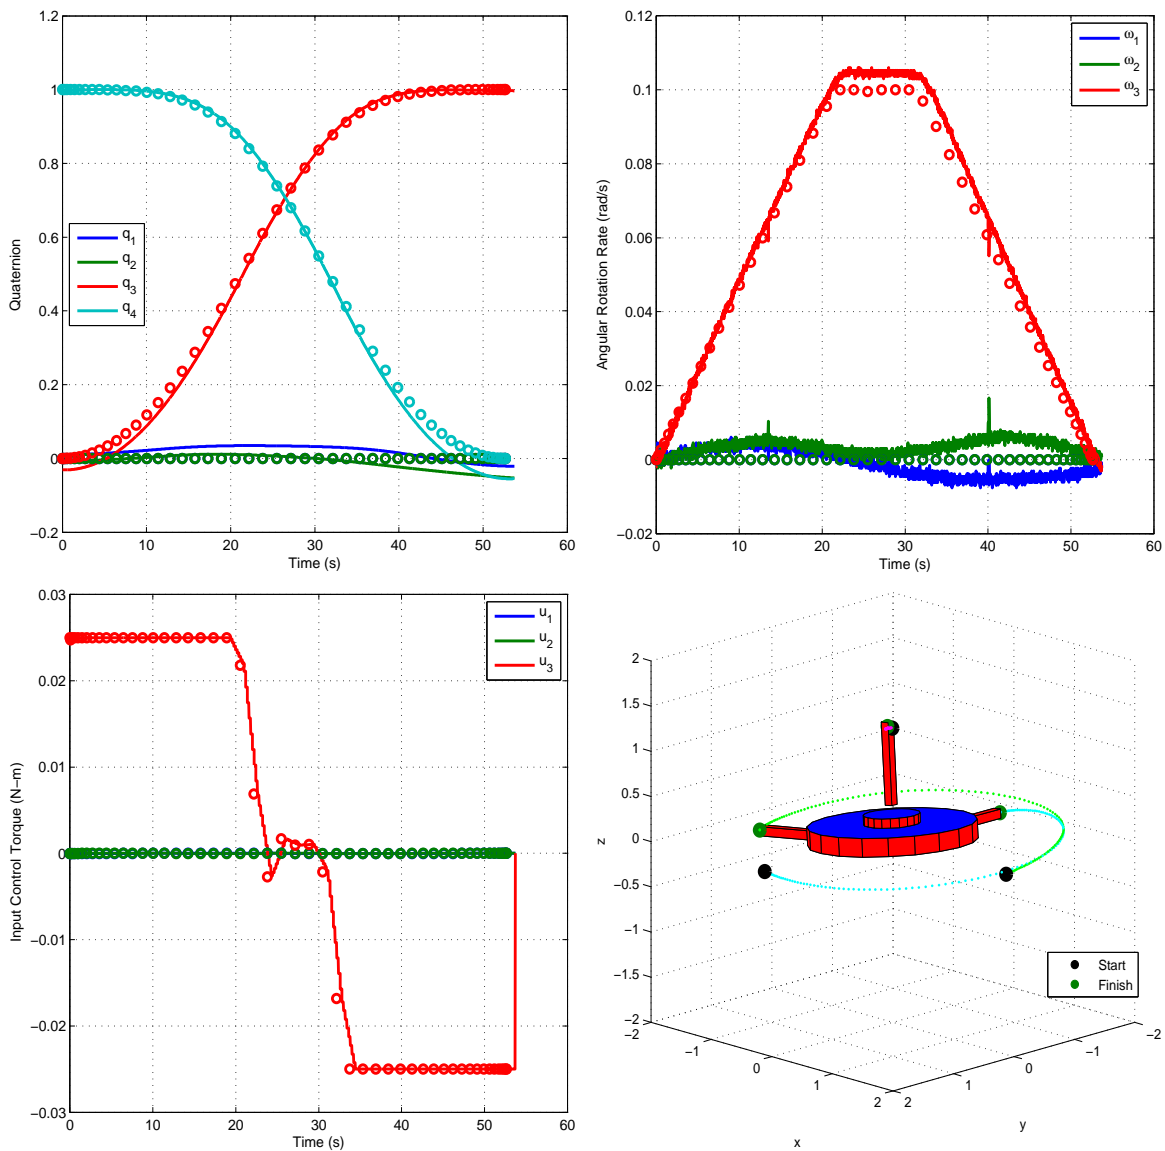 1.2
1
0.8
0.6
0.4
0.2
0
−0.2
0 10 20 30 40 50 60
Time (s)
Quaternion
q1
q2
q3
q4
0.12
0.1
0.08
0.06
0.04
0.02
0
−0.02
0 10 20 30 40 50 60
Time (s)
Angular Rotation Rate (rad/s)
ω1
ω2
ω3
0.03
0.02
0.01
0
−0.01
−0.02
−0.03
0 10 20 30 40 50 60
Time (s)
Input Control Torque (N−m)
u1
u2
u3
2
1.5
1
0.5
0
−0.5
−1
−1.5
−2
z
−2 −1 0 1 2
x
2 1 0 −1 −2
y
Start
Finish